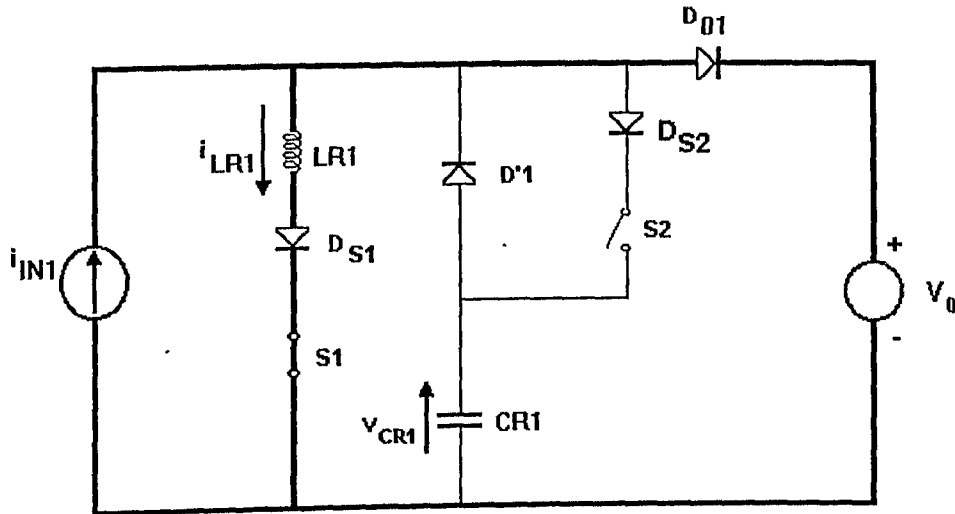 D01
iLR1
LR1
D'1
DS2
S2
DS1
iIN1
+
V0
-
S1
vCR1
CR1